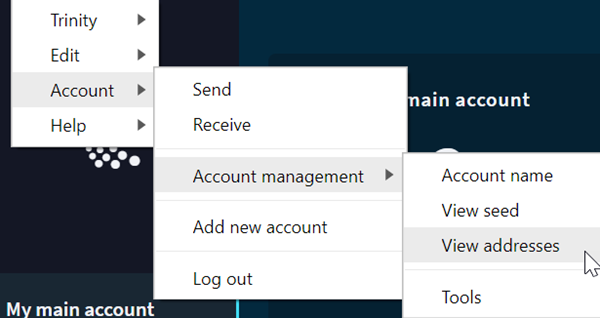 Trinity
Edit
Account
Help
Send
Receive
Account management
Add new account
Log out
Account name
View seed
View addresses
Tools
main account
My main account